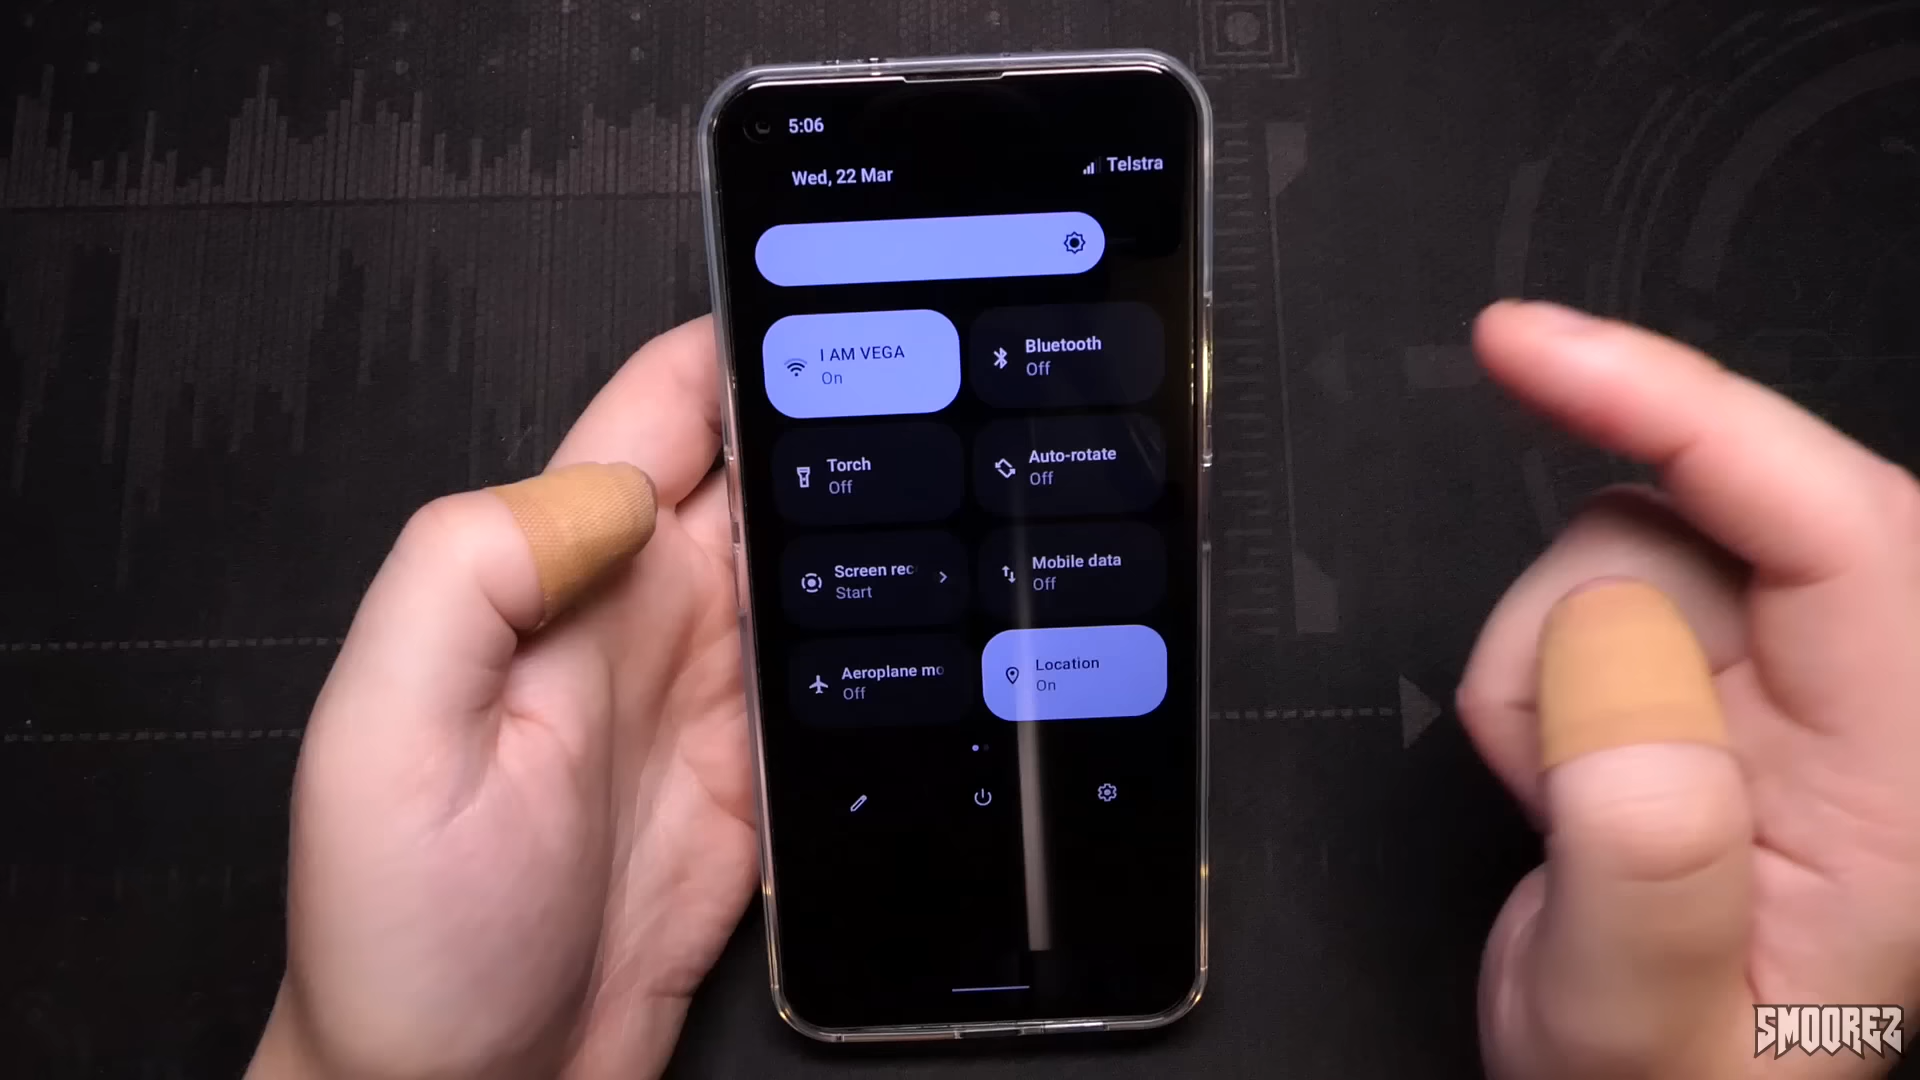 5:06
Wed, 22 Mar
Telstra
I AM VEGA
On
Bluetooth
Off
Torch
Off
Auto-rotate
Off
Screen rec
Start
Mobile data
Off
Aeroplane mo
Off
Location
On
SMOOREZ